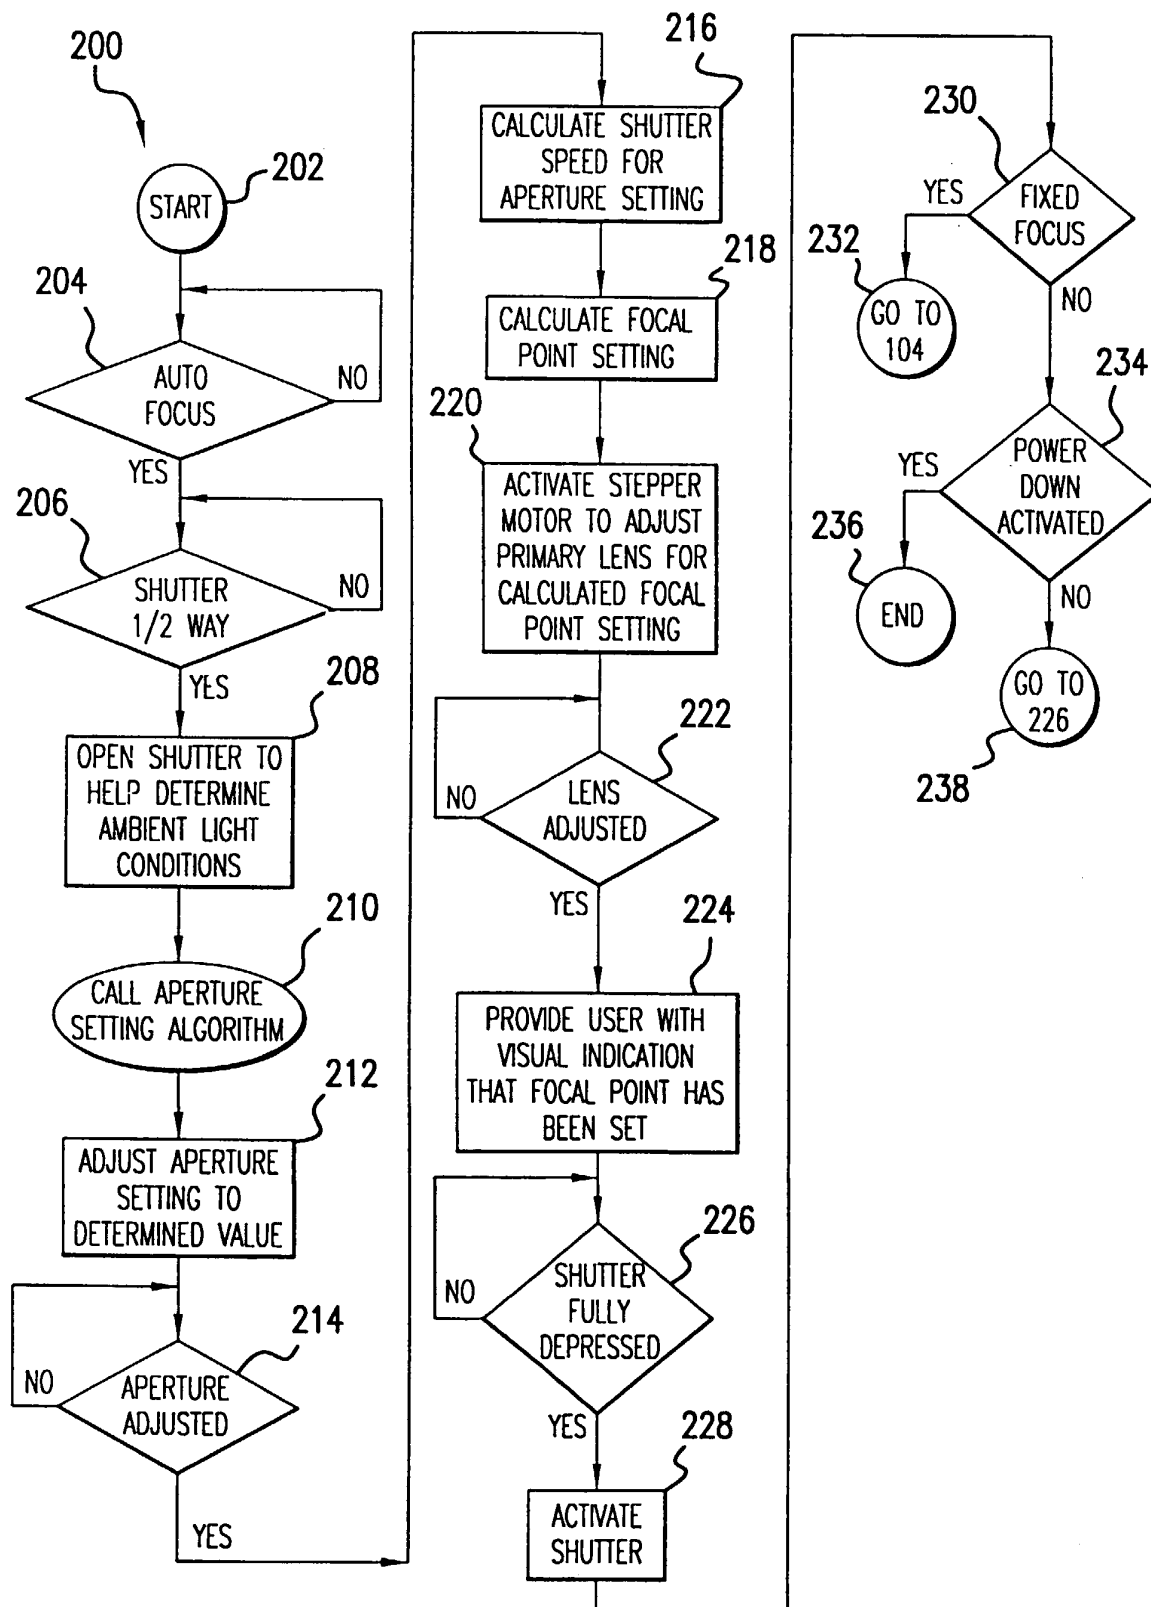 200
START
202
204
AUTO
FOCUS
NO
YES
206
SHUTTER
1/2 WAY
NO
YES
208
OPEN SHUTTER TO
HELP DETERMINE
AMBIENT LIGHT
CONDITIONS
210
CALL APERTURE
SETTING ALGORITHM
212
ADJUST APERTURE
SETTING TO
DETERMINED VALUE
214
NO
APERTURE
ADJUSTED
YES
216
CALCULATE SHUTTER
SPEED FOR
APERTURE SETTING
218
CALCULATE FOCAL
POINT SETTING
220
ACTIVATE STEPPER
MOTOR TO ADJUST
PRIMARY LENS FOR
CALCULATED FOCAL
POINT SETTING
222
NO
LENS
ADJUSTED
YES
224
PROVIDE USER WITH
VISUAL INDICATION
THAT FOCAL POINT HAS
BEEN SET
226
NO
SHUTTER
FULLY
DEPRESSED
YES
228
ACTIVATE
SHUTTER
230
YES
FIXED
FOCUS
232
NO
GO TO
104
234
YES
POWER
DOWN
ACTIVATED
236
NO
END
GO TO
226
238